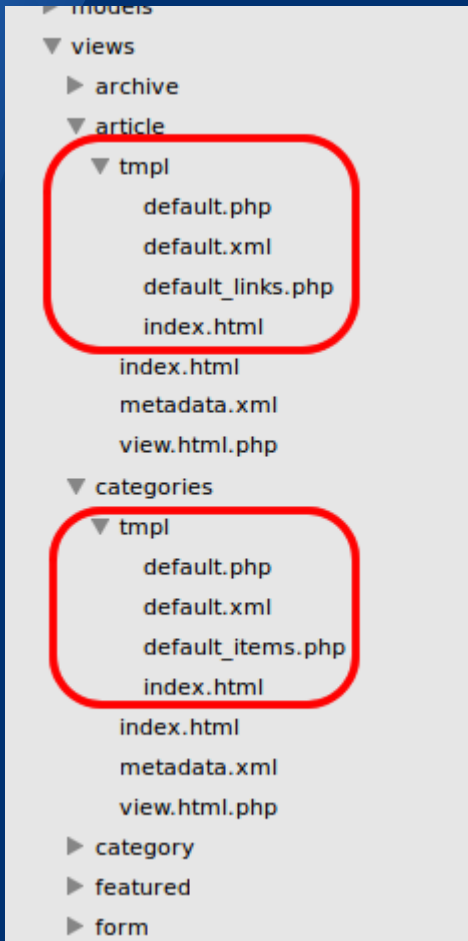 models
views
archive
article
tmpl
default.php
default.xml
default_links.php
index.html
index.html
metadata.xml
view.html.php
categories
tmpl
default.php
default.xml
default_items.php
index.html
index.html
metadata.xml
view.html.php
category
featured
form